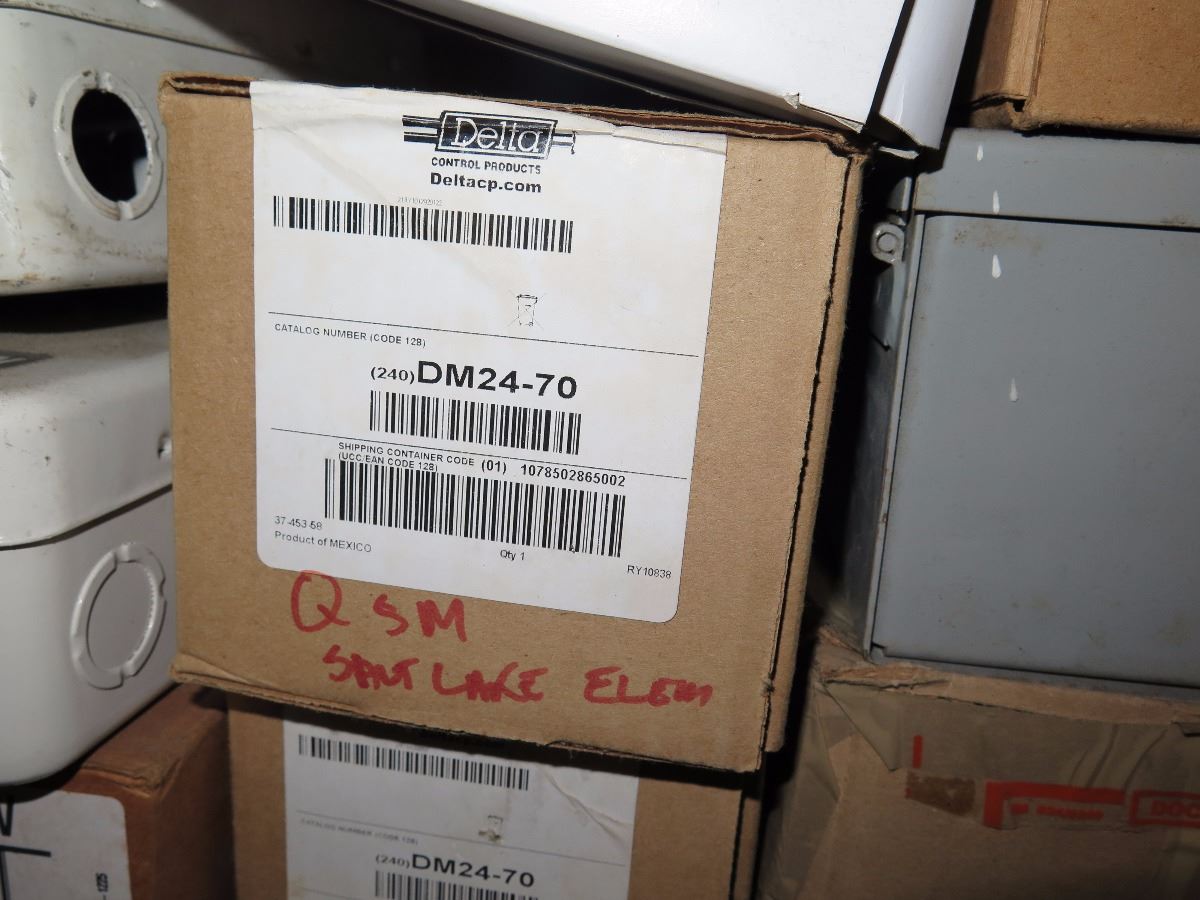 Delta
CONTROL PRODUCTS
Deltacp.com
CATALOG NUMBER (CODE 128)
(240)DM24-70
SHIPPING CONTAINER CODE
(UCC/EAN CODE 128) (01) 1078502865002
37-453-58
Product of MEXICO
Qty 1
RY10838
Q SM
SALT LAKE ELEM
CATALOG NUMBER (CODE 128)
(240)DM24-70